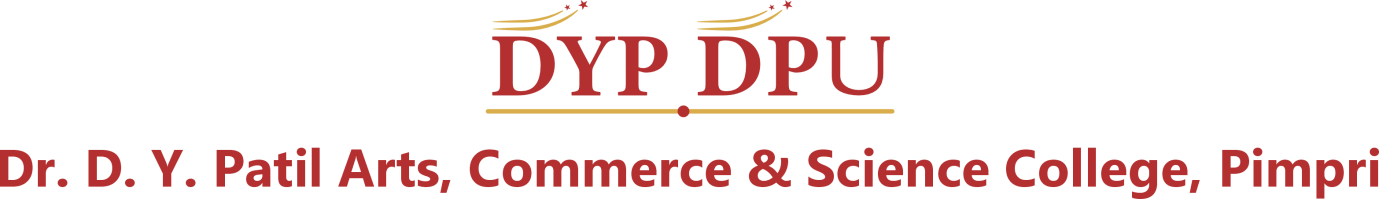 DYP DPU
Dr. D. Y. Patil Arts, Commerce & Science College, Pimpri